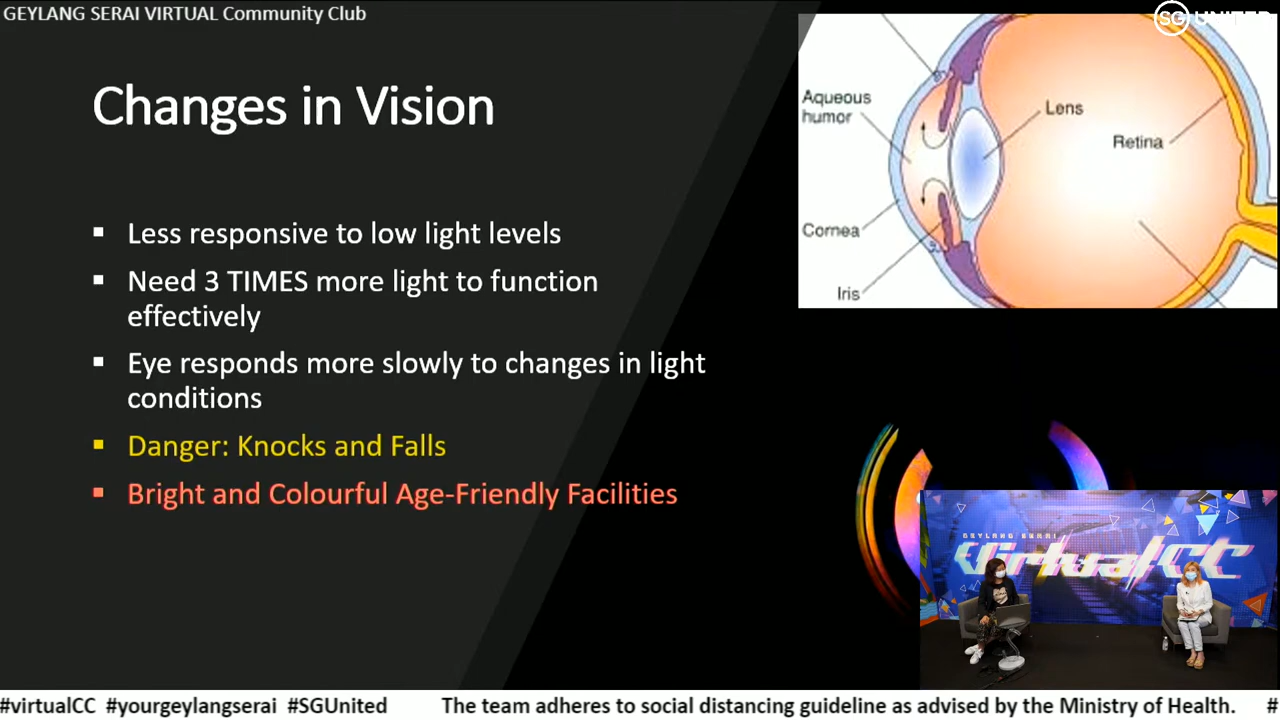 GEYLANG SERAI VIRTUAL Community Club
SG UNITED
Changes in Vision
Aqueous
humor
Lens
Retina
Cornea
Iris
Less responsive to low light levels
Need 3 TIMES more light to function
effectively
Eye responds more slowly to changes in light
conditions
Danger: Knocks and Falls
Bright and Colourful Age-Friendly Facilities
GEYLANG SERAI
VirtualCC
#virtualCC #yourgeylangserai #SGUnited The team adheres to social distancing guideline as advised by the Ministry of Health. #